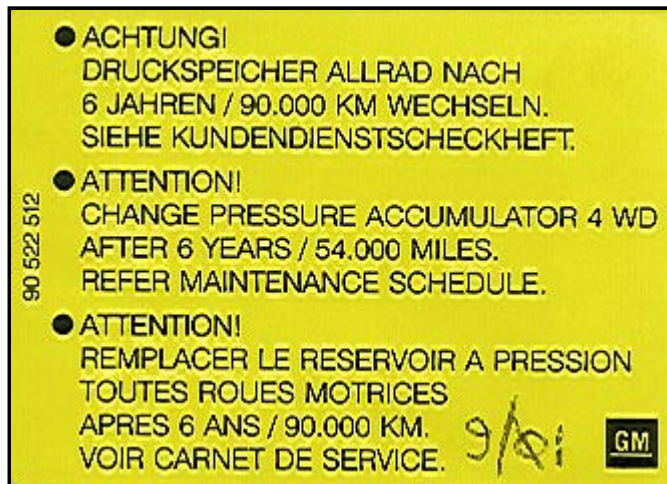 ● ACHTUNG!
DRUCKSPEICHER ALLRAD NACH
6 JAHREN / 90.000 KM WECHSELN.
SIEHE KUNDENDIENSTSCHECKHEFT.
● ATTENTION!
CHANGE PRESSURE ACCUMULATOR 4 WD
AFTER 6 YEARS / 54.000 MILES.
REFER MAINTENANCE SCHEDULE.
● ATTENTION!
REMPLACER LE RESERVOIR A PRESSION
TOUTES ROUES MOTRICES
APRES 6 ANS / 90.000 KM.
VOIR CARNET DE SERVICE.
GM
90 522 512